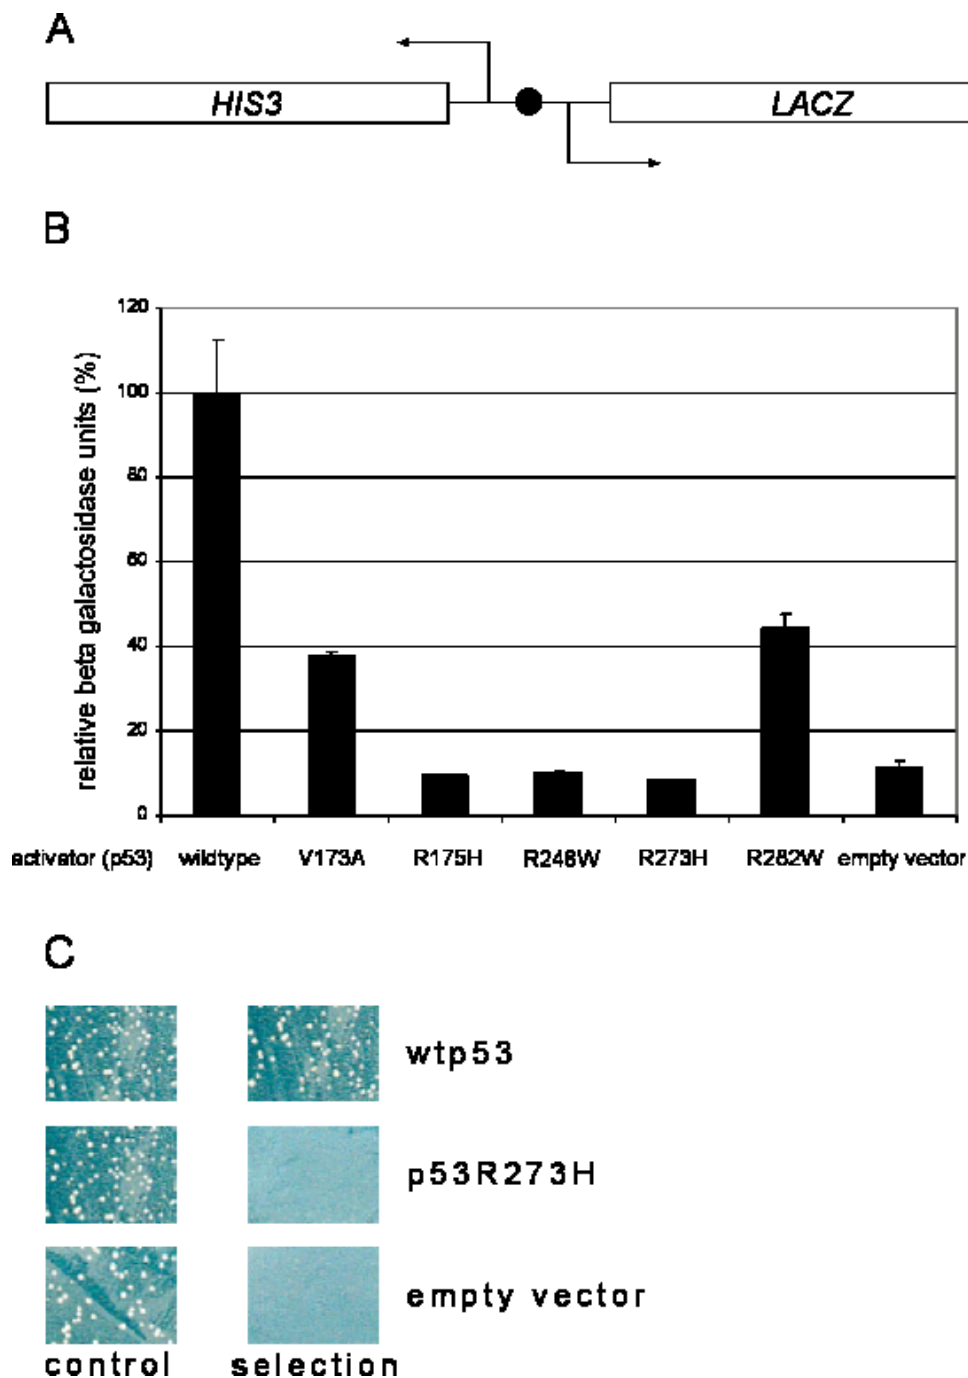 A
HIS3 LACZ
B
120
100
80
60
40
20
0
relative beta galactosidase units (%)
activator (p53) wildtype V173A R175H R248W R273H R282W empty vector
C
wtp53
p53R273H
empty vector
control selection